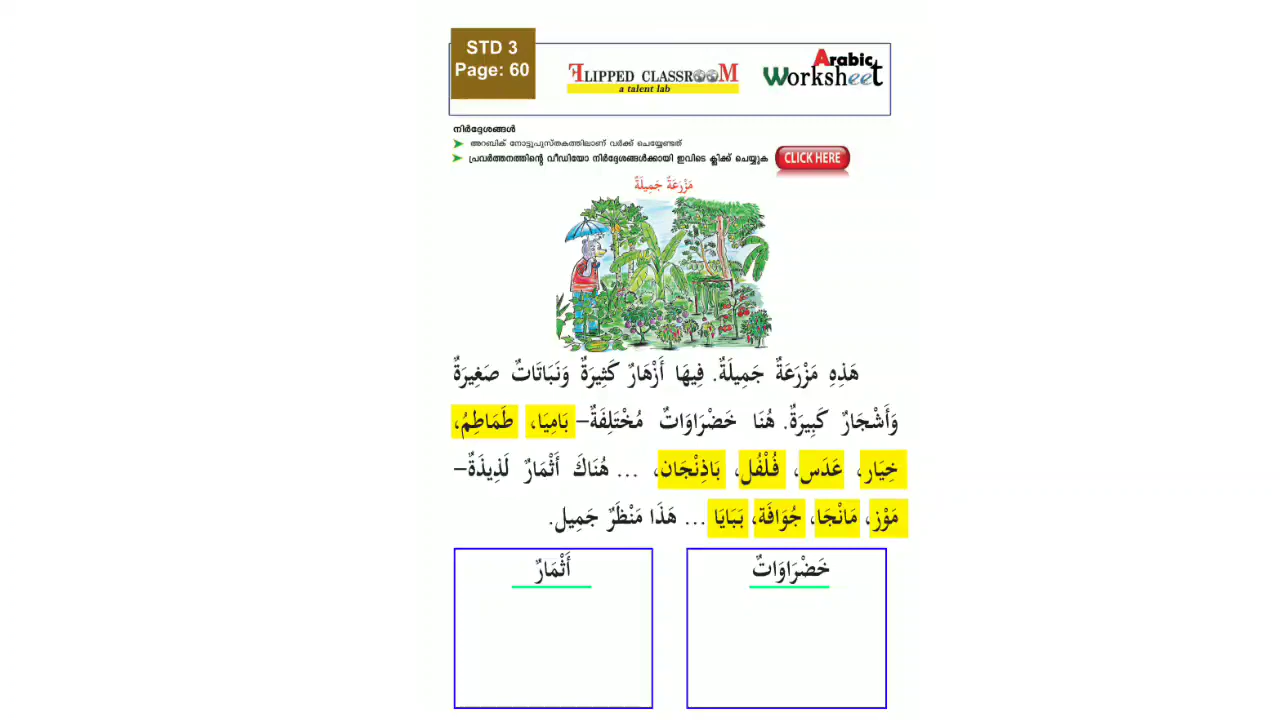 STD 3
Page: 60
FLIPPED CLASSROOM
a talent lab
Arabic
Worksheet
നിർദ്ദേശങ്ങൾ
അറബിക് നോട്ടുപുസ്തകത്തിലാണ് വർക്ക് ചെയ്യേണ്ടത്
പ്രവർത്തനത്തിന്റെ വീഡിയോ നിർദ്ദേശങ്ങൾക്കായി ഇവിടെ ക്ലിക്ക് ചെയ്യുക
CLICK HERE
مَزْرَعَةٌ جَمِيلَةٌ
هَذِهِ مَزْرَعَةٌ جَمِيلَةٌ. فِيهَا أَزْهَارٌ كَثِيرَةٌ وَنَبَاتَاتٌ صَغِيرَةٌ
وَأَشْجَارٌ كَبِيرَةٌ. هُنَا خَضْرَاوَاتٌ مُخْتَلِفَةٌ– بَامِيَا، طَمَاطِمُ،
خِيَار، عَدَس، فُلْفُل، بَاذِنْجَان، ... هُنَاكَ أَثْمَارٌ لَذِيذَةٌ–
مَوْز، مَانْجَا، جُوَافَة، بَبَايَا ... هَذَا مَنْظَرٌ جَمِيل.
خَضْرَاوَاتٌ
أَثْمَارٌ